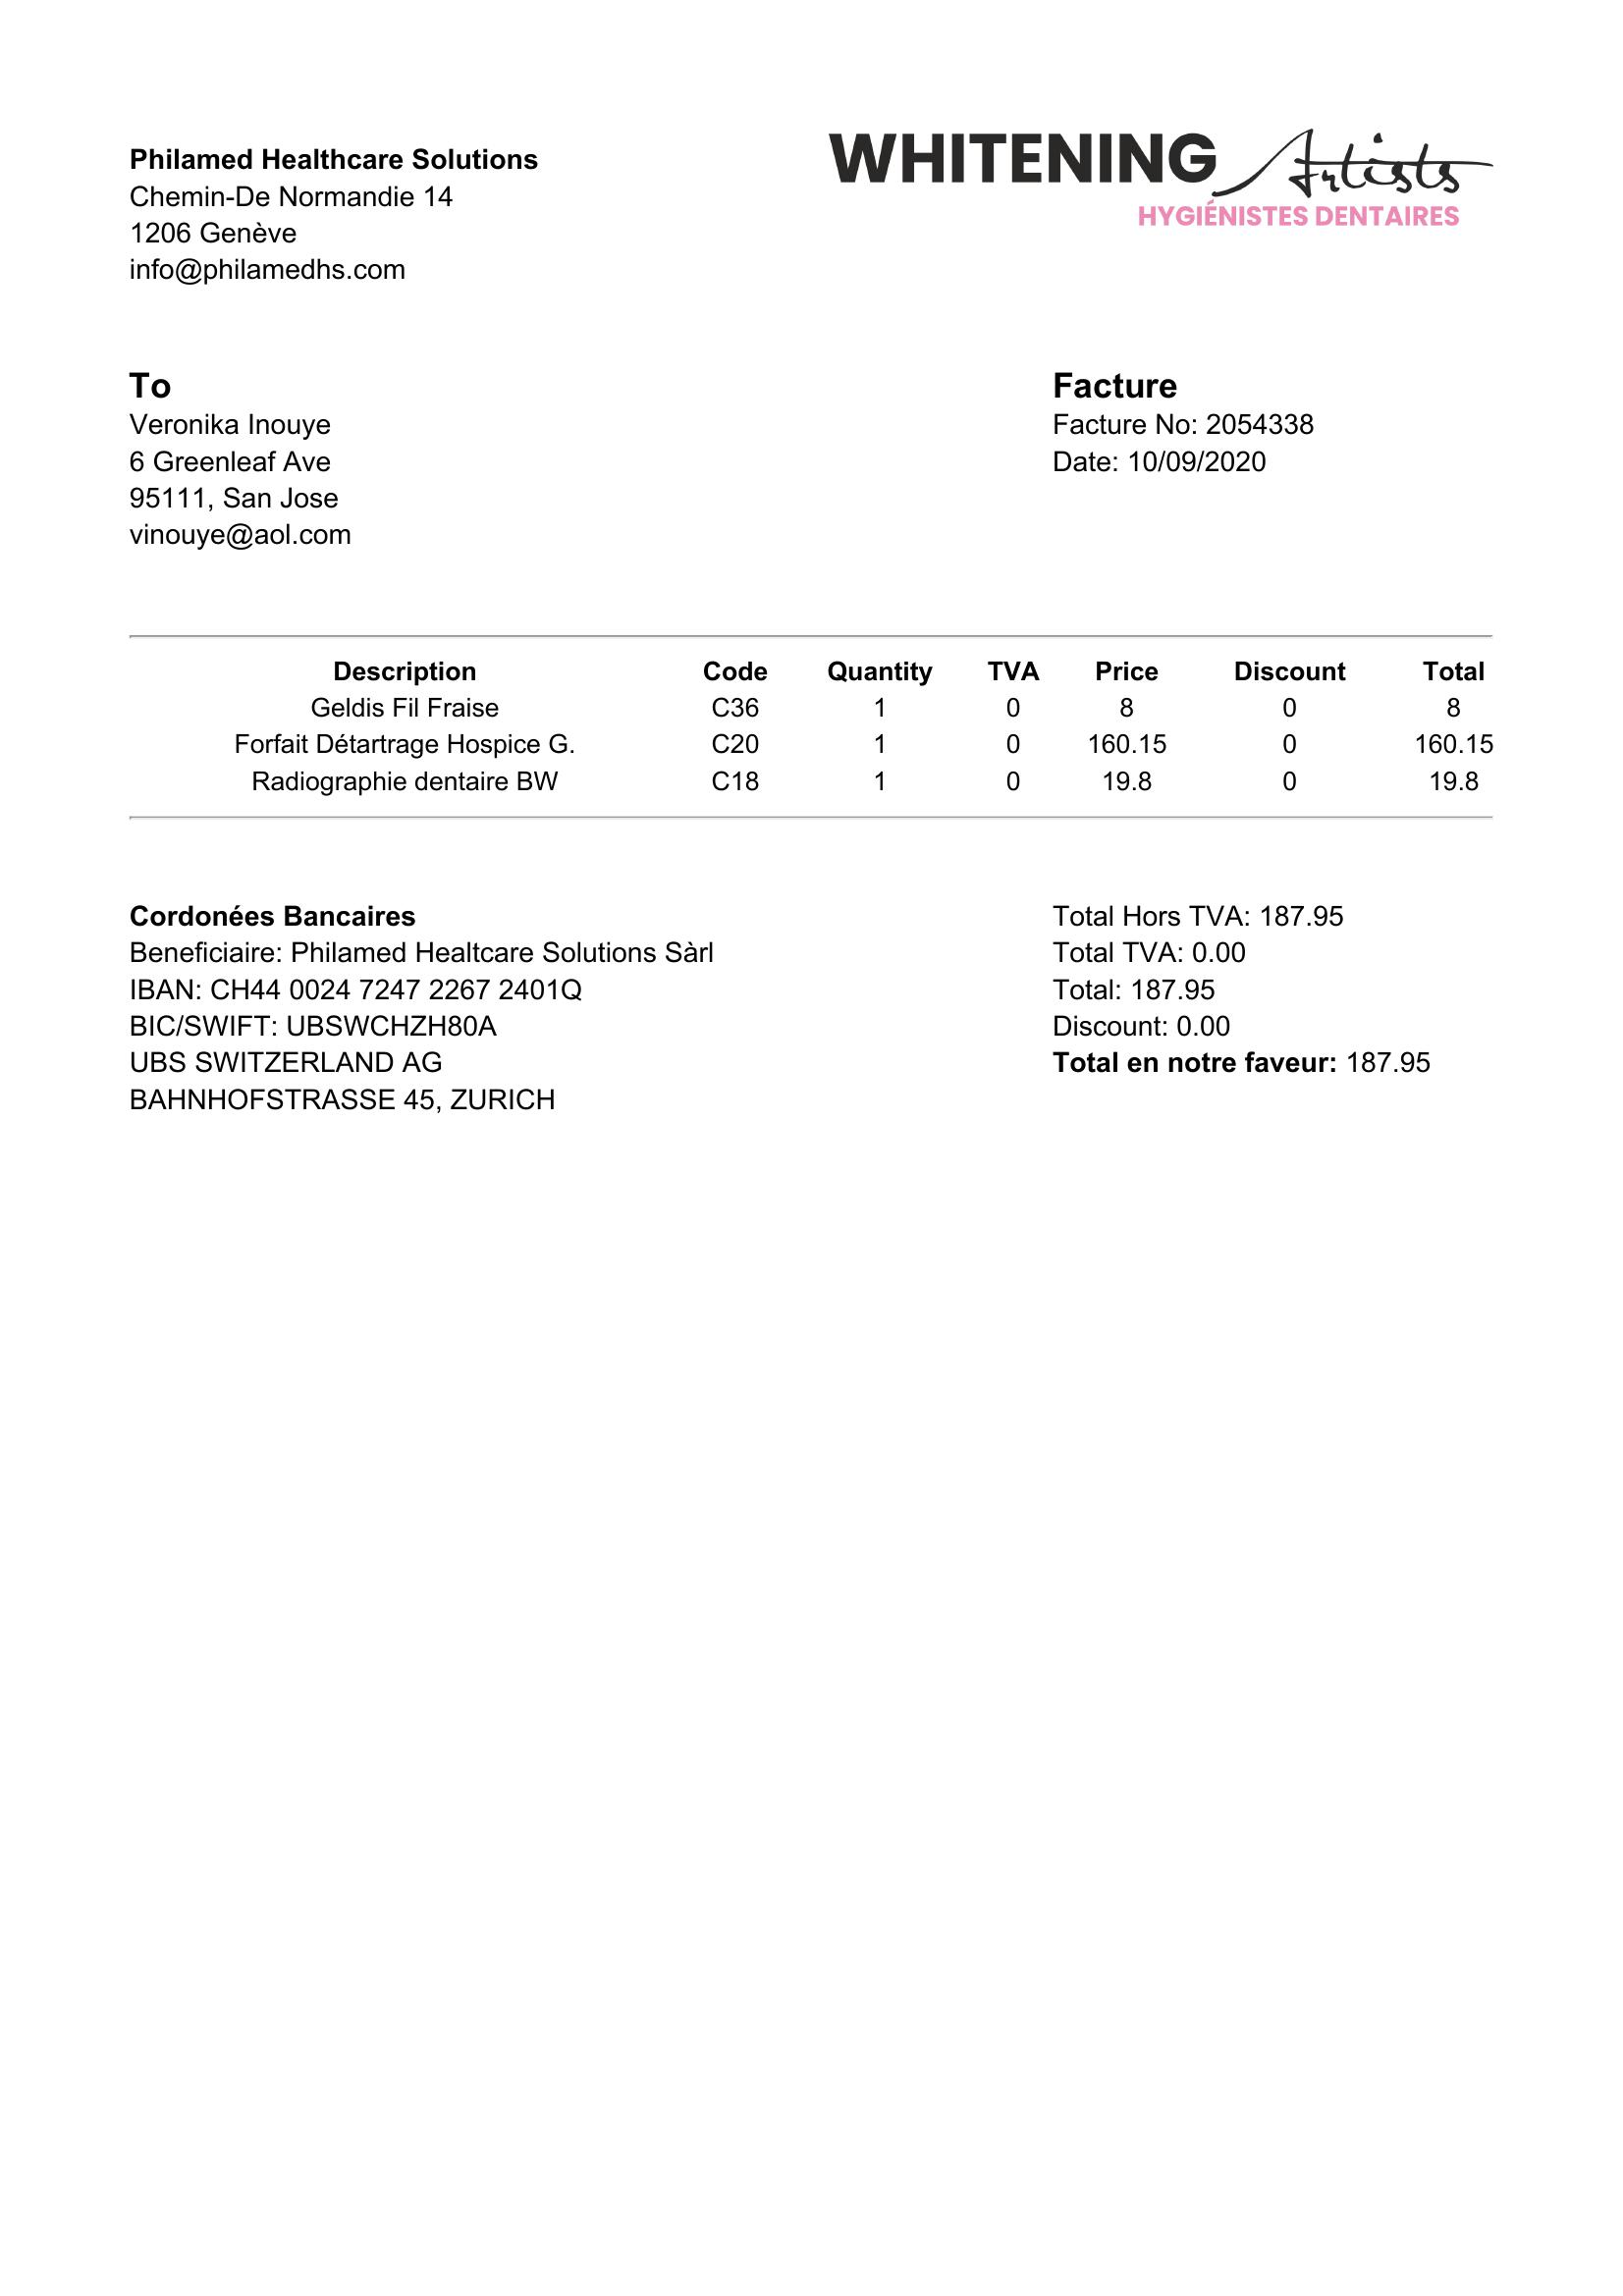 Philamed Healthcare Solutions
Chemin-De Normandie 14
1206 Genève
info@philamedhs.com
WHITENING Artists
HYGIÉNISTES DENTAIRES
To
Veronika Inouye
6 Greenleaf Ave
95111, San Jose
vinouye@aol.com
Facture
Facture No: 2054338
Date: 10/09/2020
Description Code Quantity TVA Price Discount Total
Geldis Fil Fraise C36 1 0 8 0 8
Forfait Détartrage Hospice G. C20 1 0 160.15 0 160.15
Radiographie dentaire BW C18 1 0 19.8 0 19.8
Cordonées Bancaires
Beneficiaire: Philamed Healtcare Solutions Sàrl
IBAN: CH44 0024 7247 2267 2401Q
BIC/SWIFT: UBSWCHZH80A
UBS SWITZERLAND AG
BAHNHOFSTRASSE 45, ZURICH
Total Hors TVA: 187.95
Total TVA: 0.00
Total: 187.95
Discount: 0.00
Total en notre faveur: 187.95